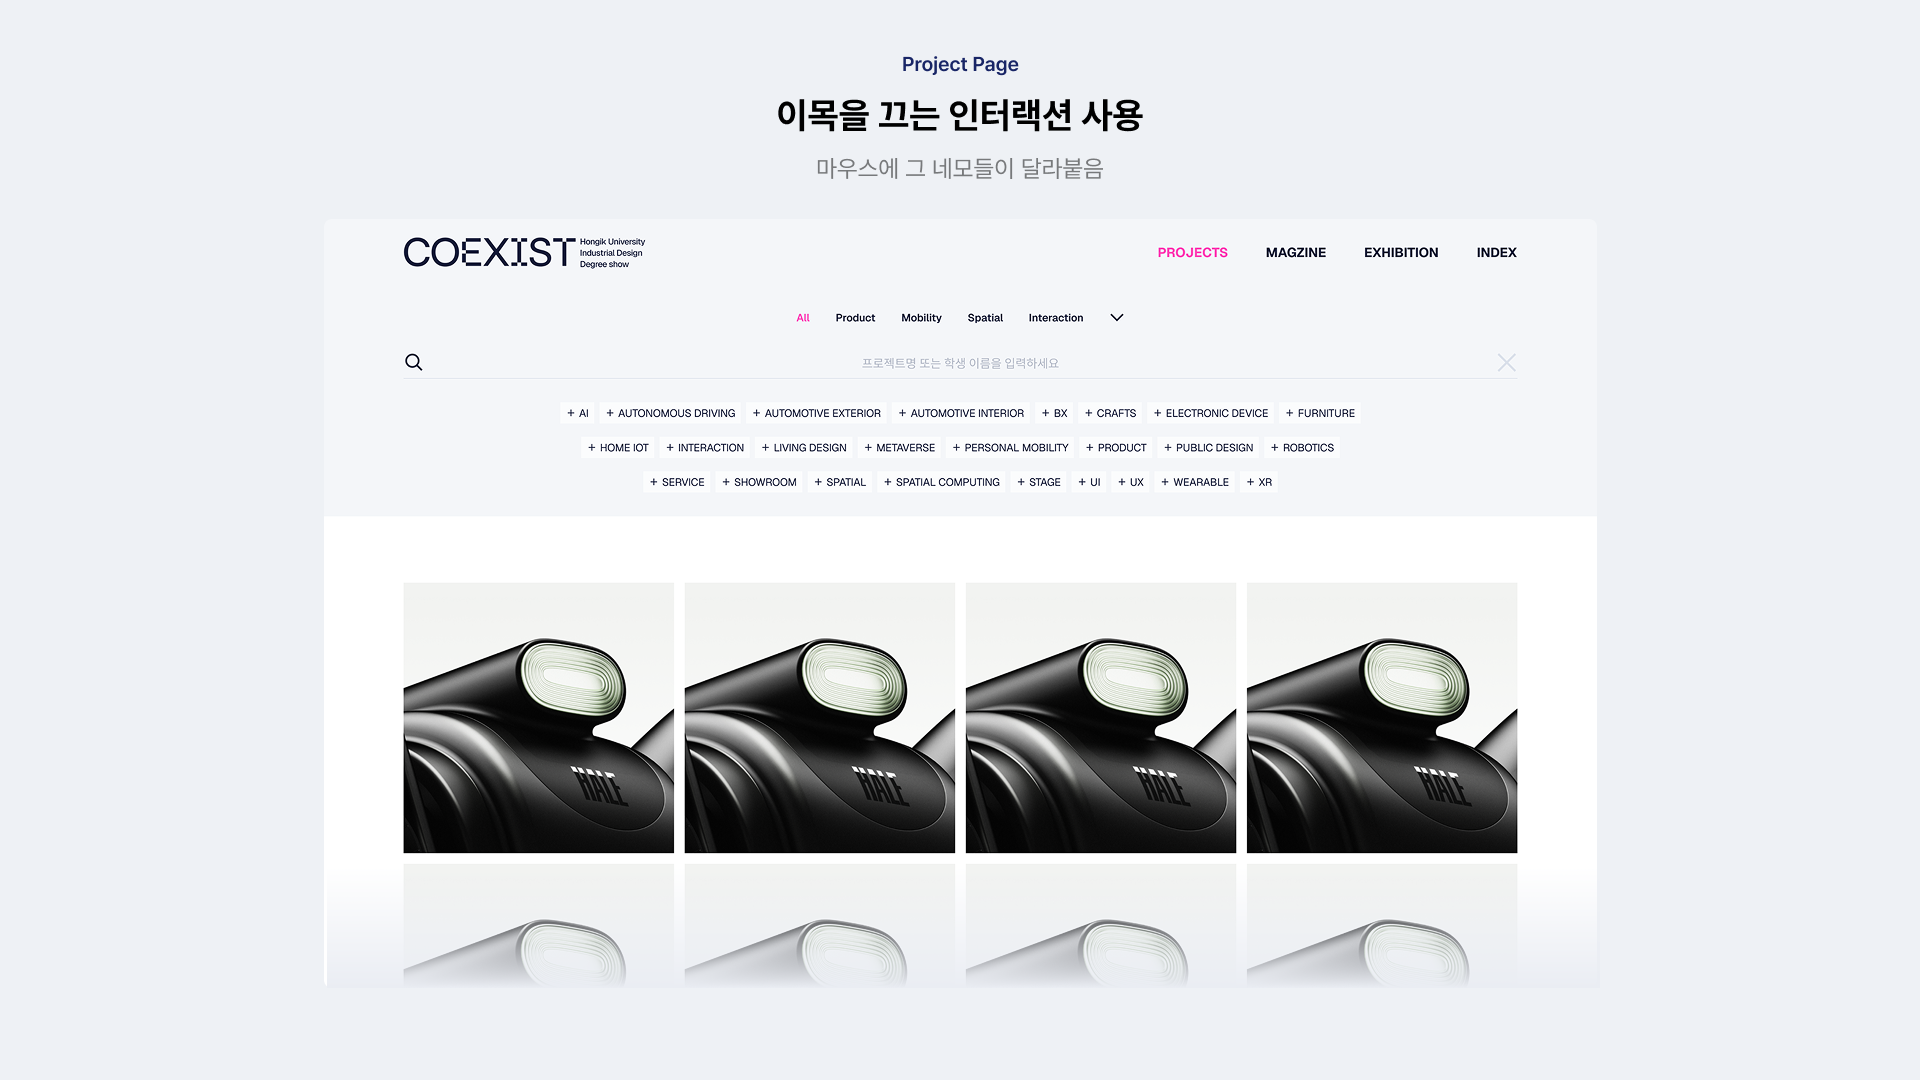 Project Page
이목을 끄는 인터랙션 사용
마우스에 그 네모들이 달라붙음
COEXIST
Hongik University
Industrial Design
Degree show
PROJECTS MAGZINE EXHIBITION INDEX
All Product Mobility Spatial Interaction
프로젝트명 또는 학생 이름을 입력하세요
+ AI + AUTONOMOUS DRIVING + AUTOMOTIVE EXTERIOR + AUTOMOTIVE INTERIOR + BX + CRAFTS + ELECTRONIC DEVICE + FURNITURE
+ HOME IOT + INTERACTION + LIVING DESIGN + METAVERSE + PERSONAL MOBILITY + PRODUCT + PUBLIC DESIGN + ROBOTICS
+ SERVICE + SHOWROOM + SPATIAL + SPATIAL COMPUTING + STAGE + UI + UX + WEARABLE + XR
HALE HALE HALE HALE